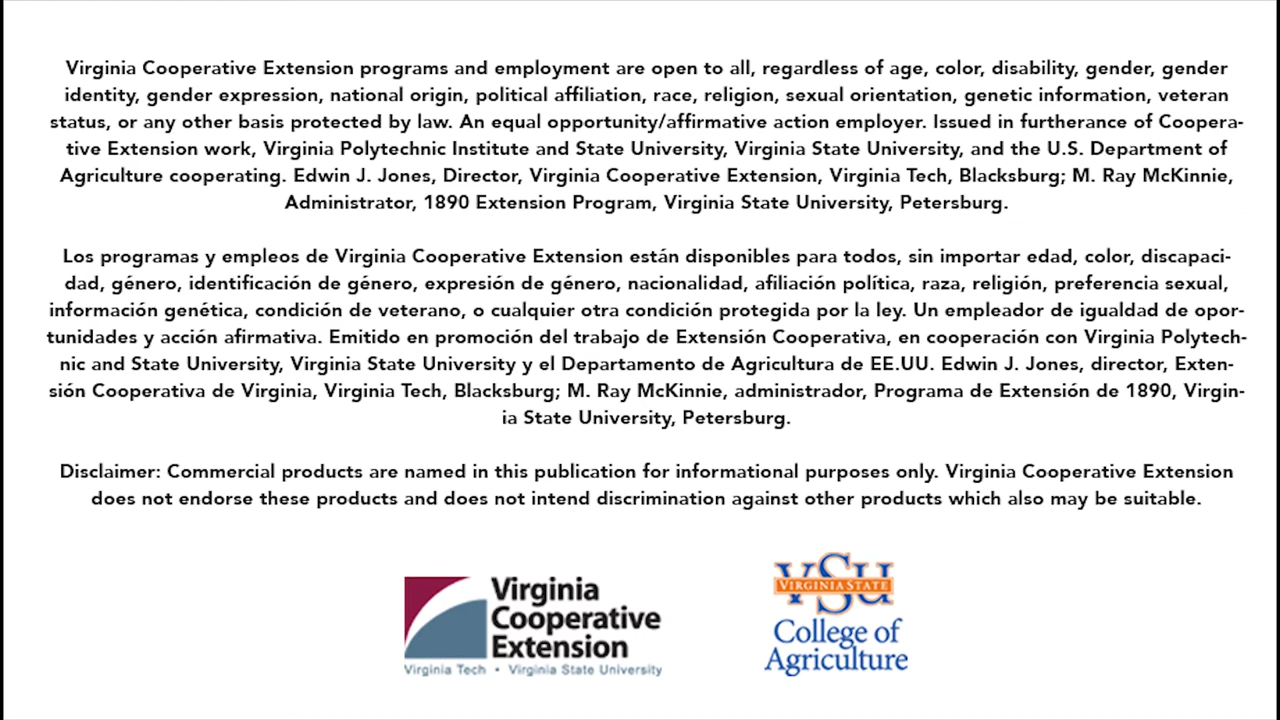 Virginia Cooperative Extension programs and employment are open to all, regardless of age, color, disability, gender, gender
identity, gender expression, national origin, political affiliation, race, religion, sexual orientation, genetic information, veteran
status, or any other basis protected by law. An equal opportunity/affirmative action employer. Issued in furtherance of Coopera-
tive Extension work, Virginia Polytechnic Institute and State University, Virginia State University, and the U.S. Department of
Agriculture cooperating. Edwin J. Jones, Director, Virginia Cooperative Extension, Virginia Tech, Blacksburg; M. Ray McKinnie,
Administrator, 1890 Extension Program, Virginia State University, Petersburg.
Los programas y empleos de Virginia Cooperative Extension están disponibles para todos, sin importar edad, color, discapaci-
dad, género, identificación de género, expresión de género, nacionalidad, afiliación política, raza, religión, preferencia sexual,
información genética, condición de veterano, o cualquier otra condición protegida por la ley. Un empleador de igualdad de opor-
tunidades y acción afirmativa. Emitido en promoción del trabajo de Extensión Cooperativa, en cooperación con Virginia Polytech-
nic and State University, Virginia State University y el Departamento de Agricultura de EE.UU. Edwin J. Jones, director, Exten-
sión Cooperativa de Virginia, Virginia Tech, Blacksburg; M. Ray McKinnie, administrador, Programa de Extensión de 1890, Virgin-
ia State University, Petersburg.
Disclaimer: Commercial products are named in this publication for informational purposes only. Virginia Cooperative Extension
does not endorse these products and does not intend discrimination against other products which also may be suitable.
Virginia
Cooperative
Extension
Virginia Tech • Virginia State University
VSU
VIRGINIA STATE
College of
Agriculture